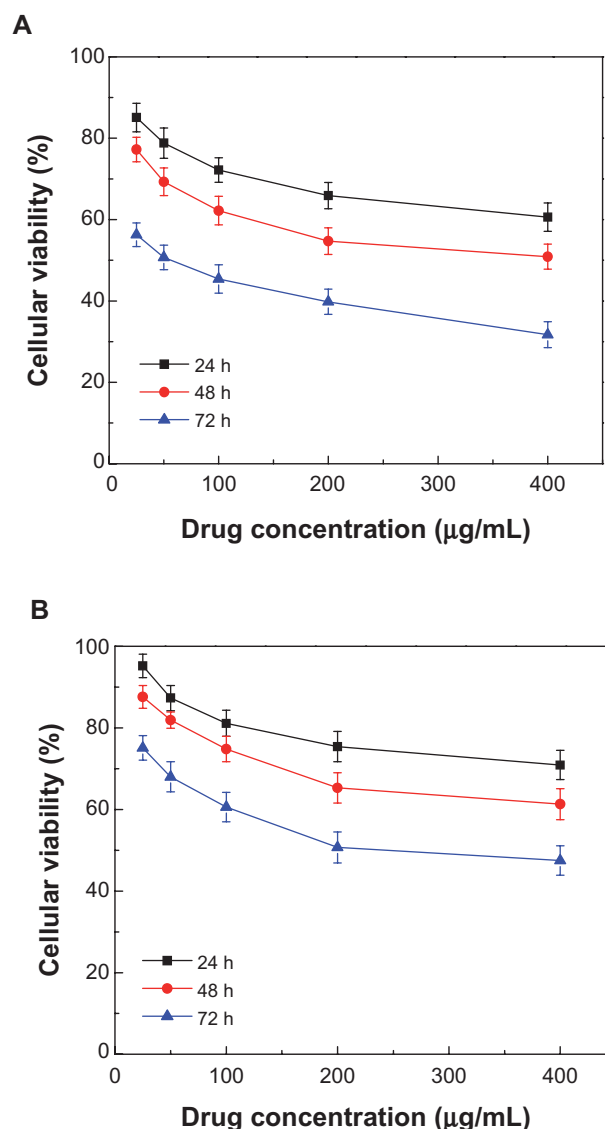 A
100
80
60
40
20
0
Cellular viability (%)
24 h
48 h
72 h
0 100 200 300 400
Drug concentration (μg/mL)
B
100
80
60
40
20
0
Cellular viability (%)
24 h
48 h
72 h
0 100 200 300 400
Drug concentration (μg/mL)